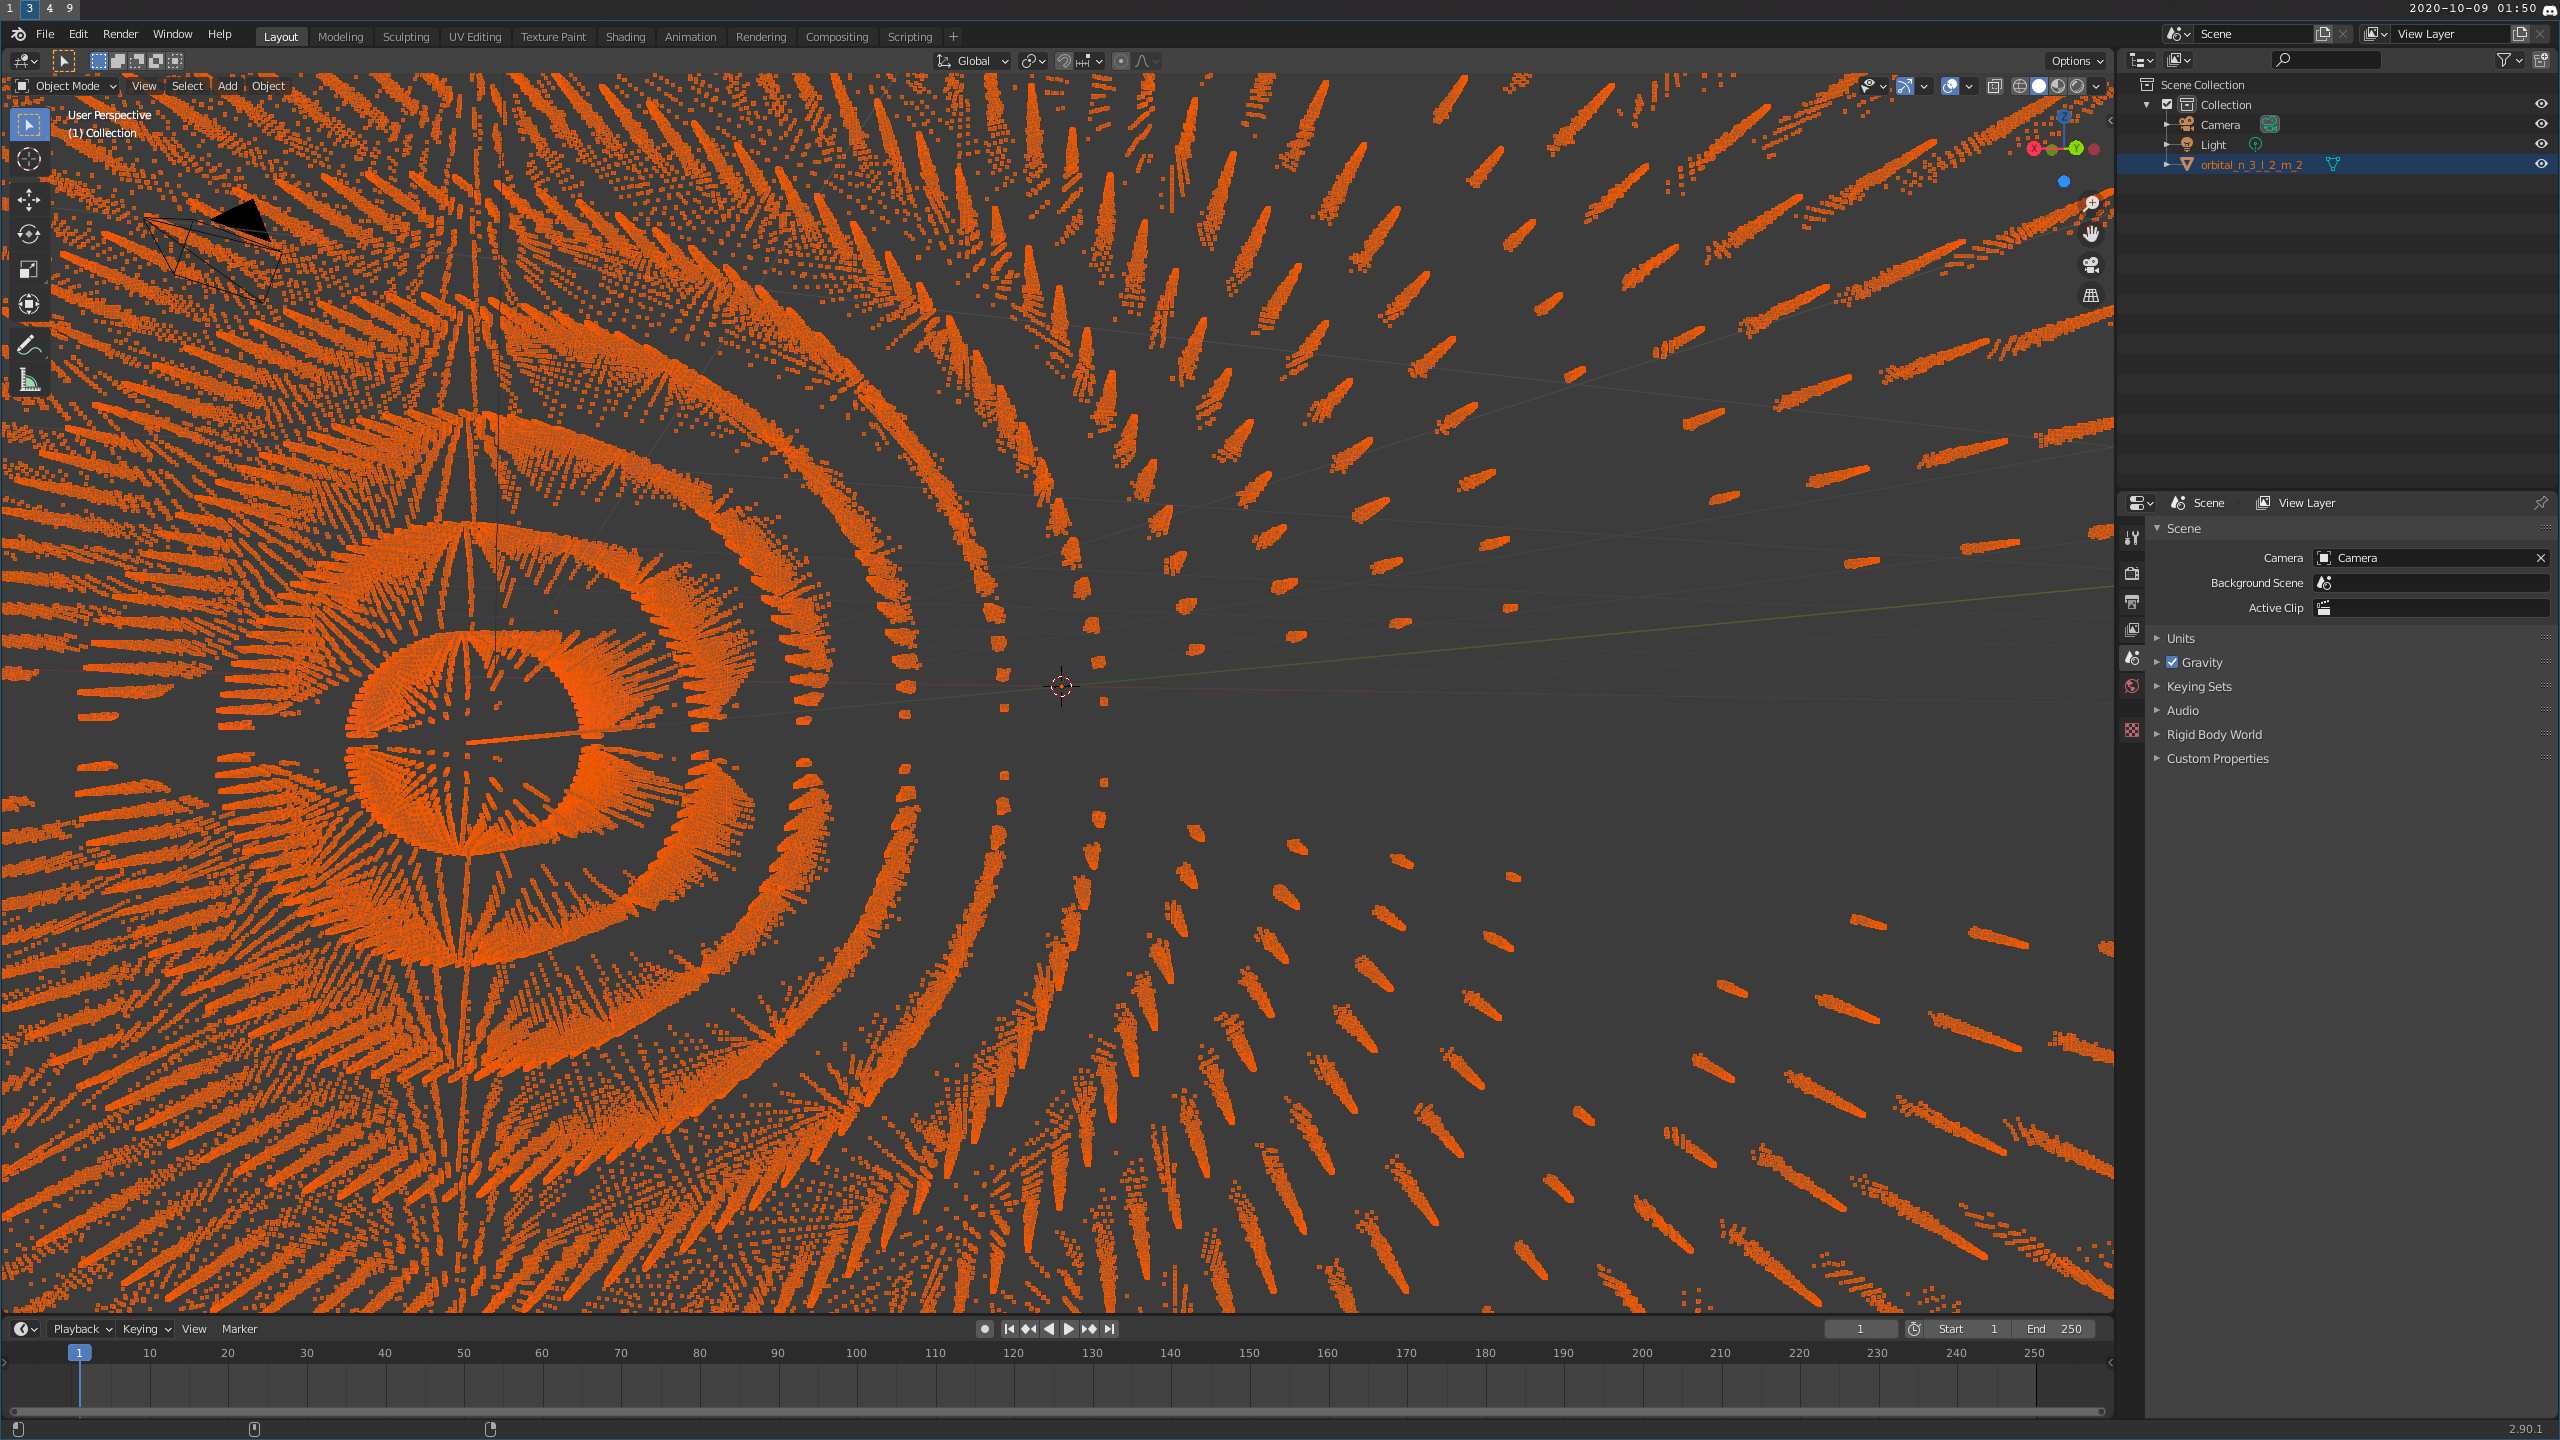 1 3 4 9
2020-10-09 01:50
File Edit Render Window Help
Layout Modeling Sculpting UV Editing Texture Paint Shading Animation Rendering Compositing Scripting +
Scene
View Layer
Global
Options
Object Mode View Select Add Object
User Perspective
(1) Collection
Z
X
Y
Scene Collection
Collection
Camera
Light
orbital_n_3_l_2_m_2
Scene View Layer
Scene
Camera Camera
Background Scene
Active Clip
Units
Gravity
Keying Sets
Audio
Rigid Body World
Custom Properties
Playback Keying View Marker
1 Start 1 End 250
1 10 20 30 40 50 60 70 80 90 100 110 120 130 140 150 160 170 180 190 200 210 220 230 240 250
2.90.1